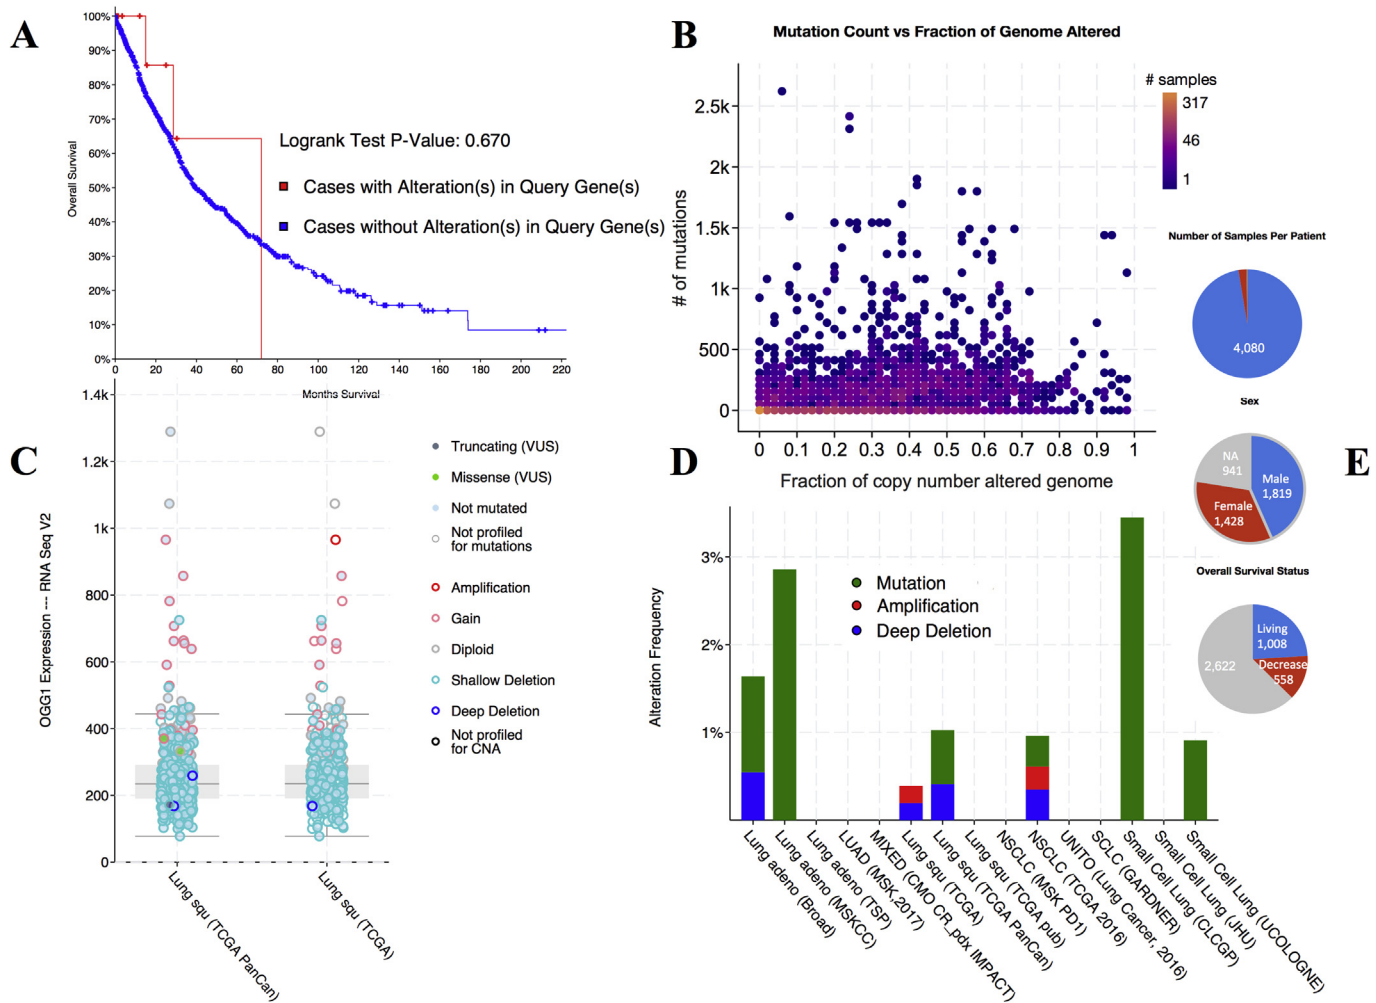 A
100%
90%
80%
70%
60%
50%
40%
30%
20%
10%
0%
Overall Survival
Logrank Test P-Value: 0.670
Cases with Alteration(s) in Query Gene(s)
Cases without Alteration(s) in Query Gene(s)
0 20 40 60 80 100 120 140 160 180 200 220
Months Survival
B
Mutation Count vs Fraction of Genome Altered
# of mutations
2.5k
2k
1.5k
1k
500
0
0 0.1 0.2 0.3 0.4 0.5 0.6 0.7 0.8 0.9 1
Fraction of copy number altered genome
# samples
317
46
1
C
OGG1 Expression --- RNA Seq V2
1.4k
1.2k
1k
800
600
400
200
0
Lung squ (TCGA PanCan)
Lung squ (TCGA)
Truncating (VUS)
Missense (VUS)
Not mutated
Not profiled
for mutations
Amplification
Gain
Diploid
Shallow Deletion
Deep Deletion
Not profiled
for CNA
D
Alteration Frequency
3%
2%
1%
Mutation
Amplification
Deep Deletion
Lung adeno (Broad)
Lung adeno (MSKCC)
Lung adeno (TSP)
LUAD (MSK,2017)
MIXED (CMO CR_pdx IMPACT)
Lung squ (TCGA)
Lung squ (TCGA PanCan)
Lung squ (TCGA pub)
NSCLC (MSK PD1)
NSCLC (TCGA 2016)
UNITO (Lung Cancer, 2016)
SCLC (GARDNER)
Small Cell Lung (CLCGP)
Small Cell Lung (JHU)
Small Cell Lung (UCOLOGNE)
E
Number of Samples Per Patient
4,080
Sex
NA
941
Male
1,819
Female
1,428
Overall Survival Status
Living
1,008
2,622
Decrease
558